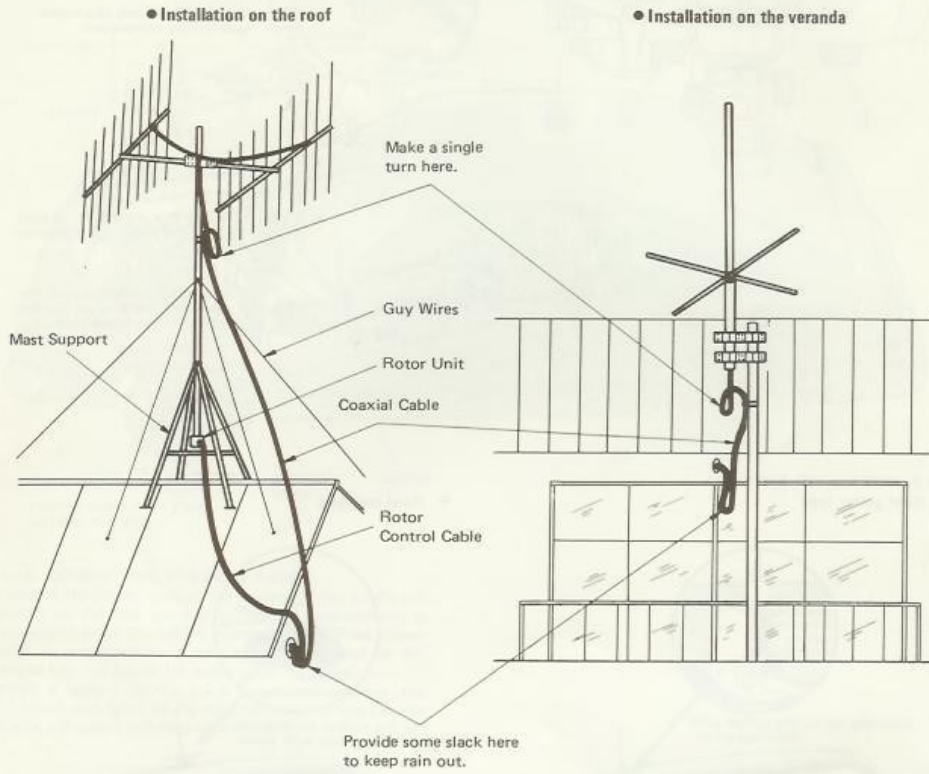 ● Installation on the roof
● Installation on the veranda
Make a single
turn here.
Guy Wires
Mast Support
Rotor Unit
Coaxial Cable
Rotor
Control Cable
Provide some slack here
to keep rain out.